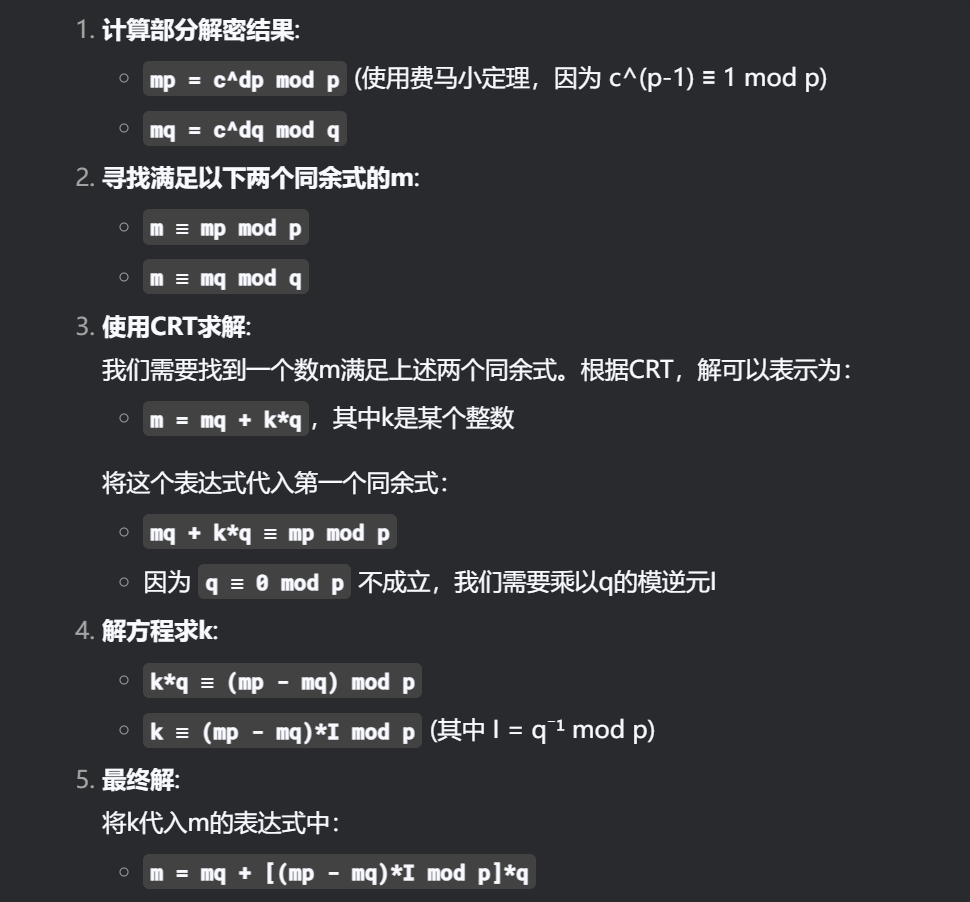 1. 计算部分解密结果:
mp = c^dp mod p (使用费马小定理，因为 c^(p-1) ≡ 1 mod p)
mq = c^dq mod q
2. 寻找满足以下两个同余式的m:
m ≡ mp mod p
m ≡ mq mod q
3. 使用CRT求解:
我们需要找到一个数m满足上述两个同余式。根据CRT，解可以表示为：
m = mq + k*q，其中k是某个整数
将这个表达式代入第一个同余式：
mq + k*q ≡ mp mod p
因为 q ≡ 0 mod p 不成立，我们需要乘以q的模逆元I
4. 解方程求k:
k*q ≡ (mp - mq) mod p
k ≡ (mp - mq)*I mod p (其中 I = q⁻¹ mod p)
5. 最终解:
将k代入m的表达式中：
m = mq + [(mp - mq)*I mod p]*q